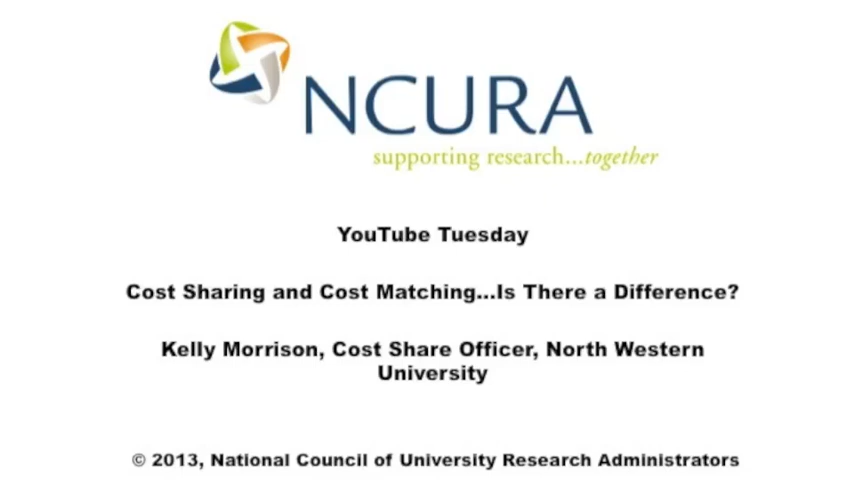 NCURA
supporting research...together
YouTube Tuesday
Cost Sharing and Cost Matching...Is There a Difference?
Kelly Morrison, Cost Share Officer, North Western
University
© 2013, National Council of University Research Administrators